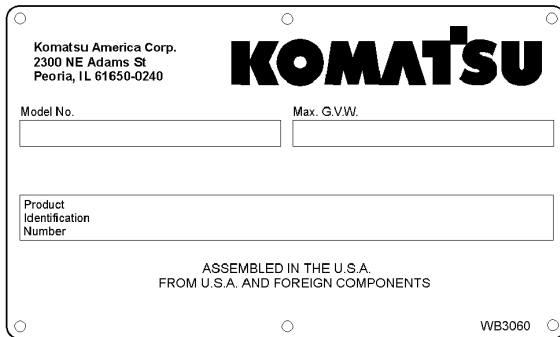 Komatsu America Corp.
2300 NE Adams St
Peoria, IL 61650-0240
KOMATSU
Model No.
Max. G.V.W.
Product
Identification
Number
ASSEMBLED IN THE U.S.A.
FROM U.S.A. AND FOREIGN COMPONENTS
WB3060